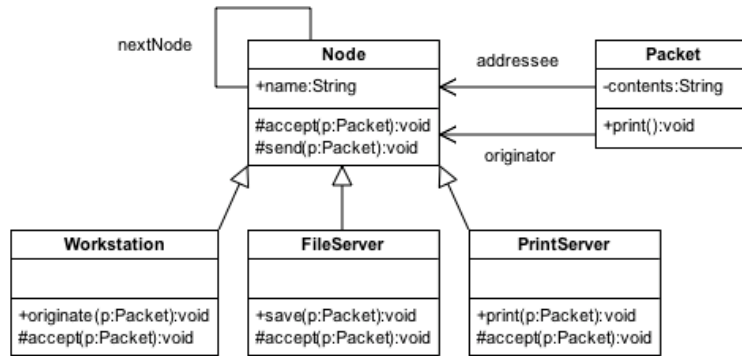 nextNode
Node
+name:String
#accept(p:Packet):void
#send(p:Packet):void
addressee
originator
Packet
-contents:String
+print():void
Workstation
+originate(p:Packet):void
#accept(p:Packet):void
FileServer
+save(p:Packet):void
#accept(p:Packet):void
PrintServer
+print(p:Packet):void
#accept(p:Packet):void